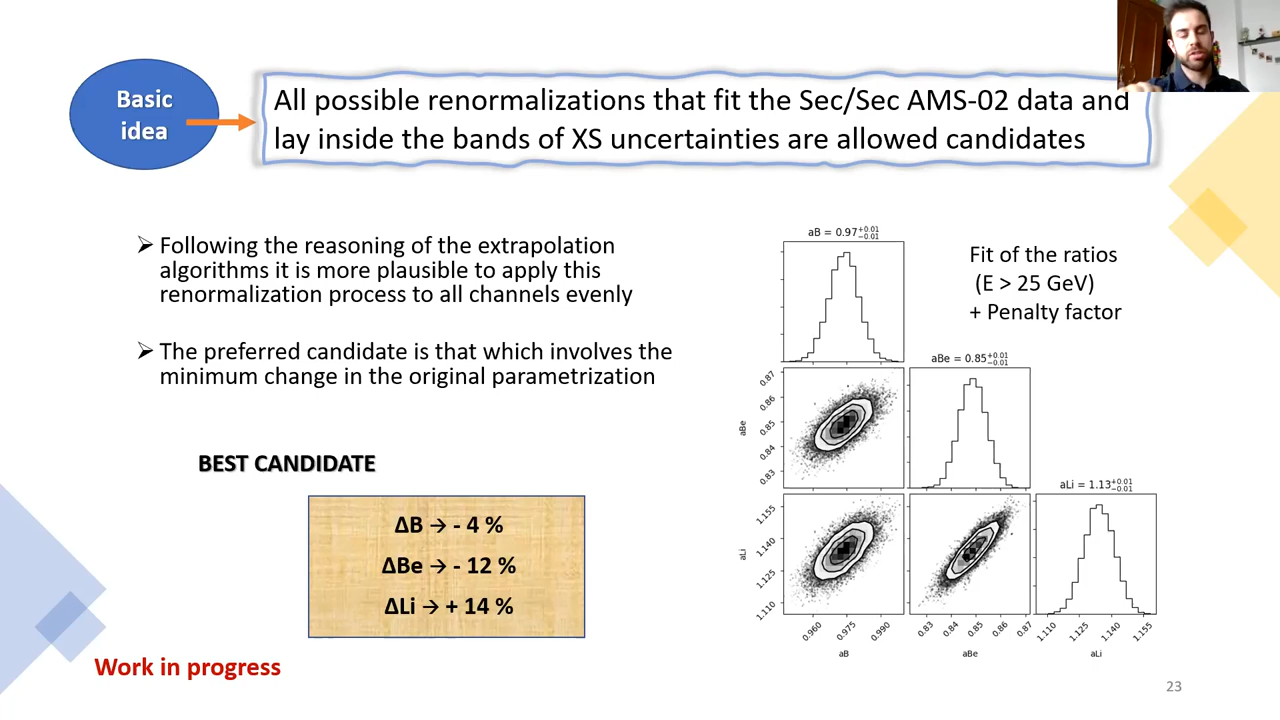 Basic
idea
All possible renormalizations that fit the Sec/Sec AMS-02 data and
lay inside the bands of XS uncertainties are allowed candidates
➢ Following the reasoning of the extrapolation
algorithms it is more plausible to apply this
renormalization process to all channels evenly
➢ The preferred candidate is that which involves the
minimum change in the original parametrization
BEST CANDIDATE
ΔB → - 4 %
ΔBe → - 12 %
ΔLi → + 14 %
Work in progress
Fit of the ratios
(E > 25 GeV)
+ Penalty factor
aB = 0.97+0.01 −0.01
aBe = 0.85+0.01 −0.01
aLi = 1.13+0.01 −0.01
aBe
0.87
0.86
0.85
0.84
0.83
aLi
1.155
1.140
1.125
1.110
0.960 0.975 0.990
aB
0.83 0.84 0.85 0.86 0.87
aBe
1.110 1.125 1.140 1.155
aLi
23